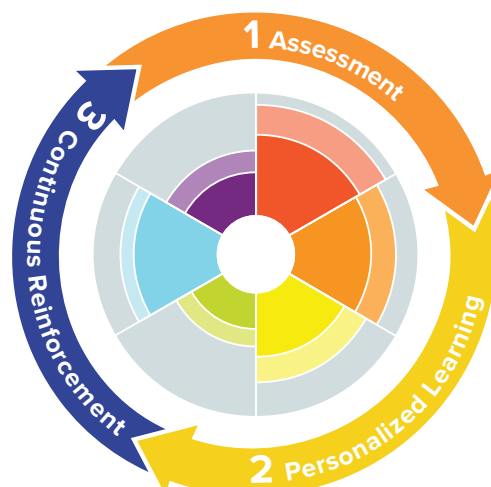 1 Assessment
2 Personalized Learning
3 Continuous Reinforcement